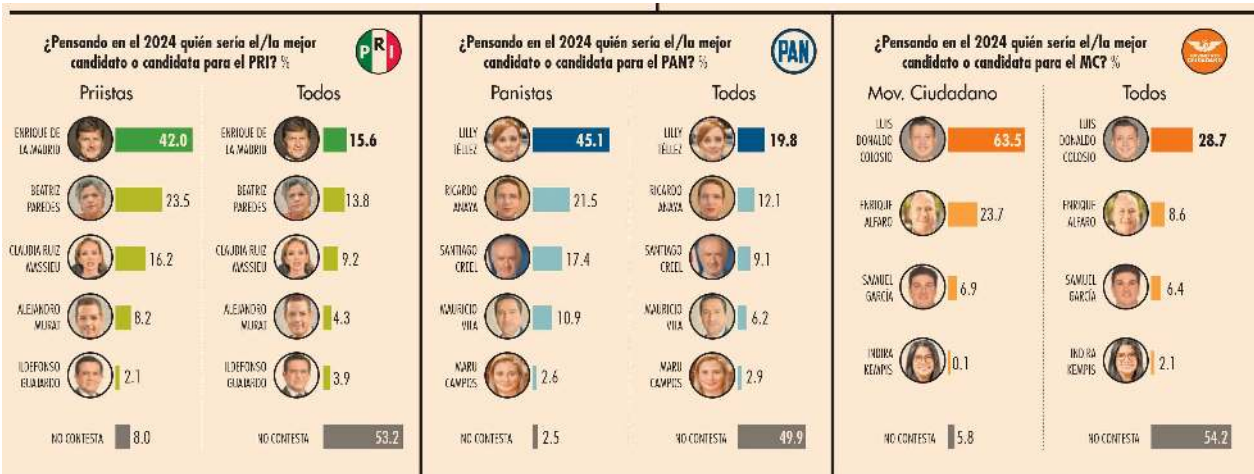 ¿Pensando en el 2024 quién sería el/la mejor
candidato o candidata para el PRI? %
PRI
Priistas
Todos
ENRIQUE DE
LA MADRID
42.0
ENRIQUE DE
LA MADRID
15.6
BEATRIZ
PAREDES
23.5
BEATRIZ
PAREDES
13.8
CLAUDIA RUIZ
MASSIEU
16.2
CLAUDIA RUIZ
MASSIEU
9.2
ALEJANDRO
MURAT
8.2
ALEJANDRO
MURAT
4.3
ILDEFONSO
GUAJARDO
2.1
ILDEFONSO
GUAJARDO
3.9
NO CONTESTA
8.0
NO CONTESTA
53.2
¿Pensando en el 2024 quién sería el/la mejor
candidato o candidata para el PAN? %
PAN
Panistas
Todos
LILLY
TÉLLEZ
45.1
LILLY
TÉLLEZ
19.8
RICARDO
ANAYA
21.5
RICARDO
ANAYA
12.1
SANTIAGO
CREEL
17.4
SANTIAGO
CREEL
9.1
MAURICIO
VILA
10.9
MAURICIO
VILA
6.2
MARU
CAMPOS
2.6
MARU
CAMPOS
2.9
NO CONTESTA
2.5
NO CONTESTA
49.9
¿Pensando en el 2024 quién sería el/la mejor
candidato o candidata para el MC? %
Mov. Ciudadano
Todos
LUIS
DONALDO
COLOSIO
63.5
LUIS
DONALDO
COLOSIO
28.7
ENRIQUE
ALFARO
23.7
ENRIQUE
ALFARO
8.6
SAMUEL
GARCÍA
6.9
SAMUEL
GARCÍA
6.4
INDIRA
KEMPIS
0.1
INDIRA
KEMPIS
2.1
NO CONTESTA
5.8
NO CONTESTA
54.2